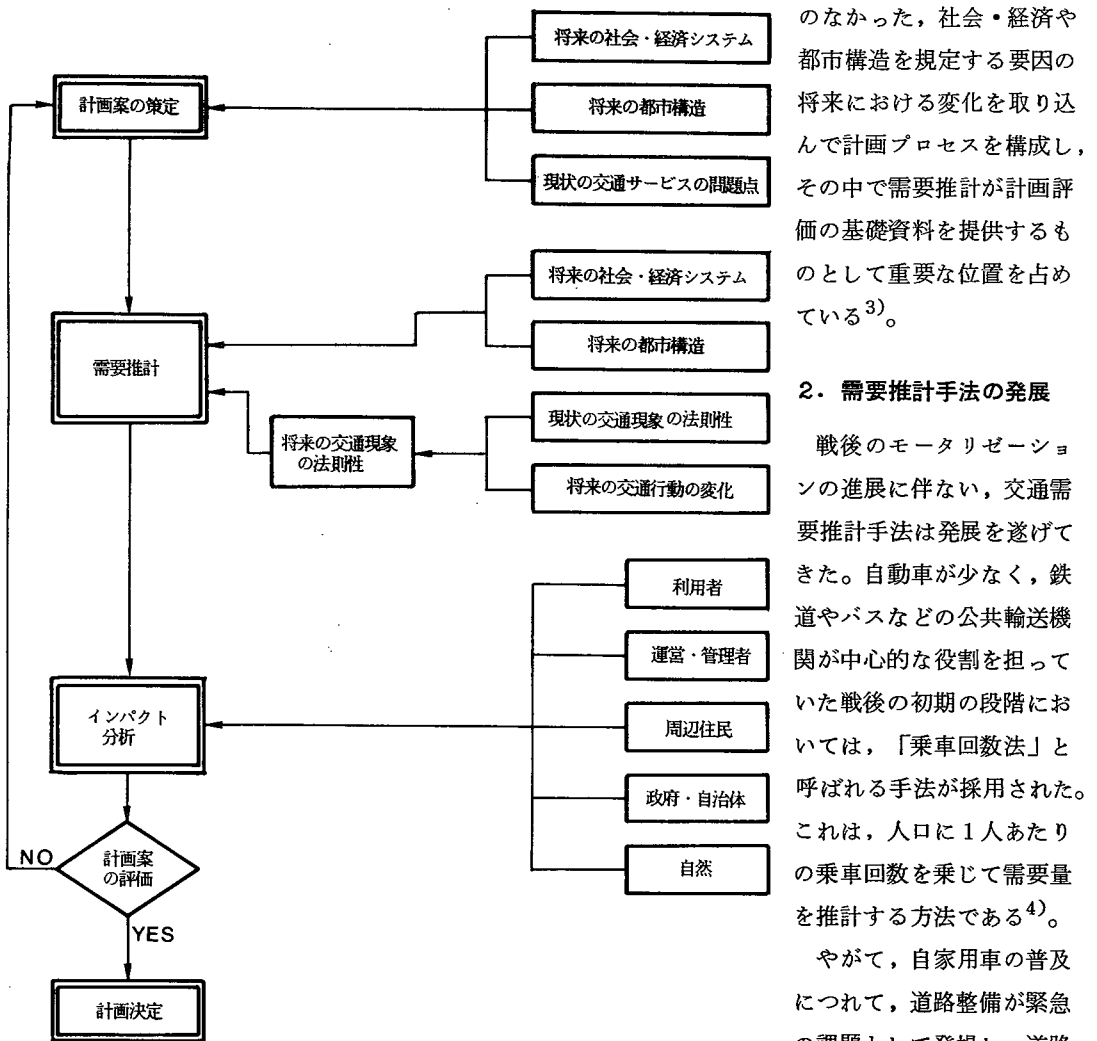 将来の社会・経済システム
計画案の策定
将来の都市構造
現状の交通サービスの問題点
将来の社会・経済システム
需要推計
将来の都市構造
現状の交通現象の法則性
将来の交通現象
の法則性
将来の交通行動の変化
利用者
運営・管理者
インパクト
分析
周辺住民
政府・自治体
自然
NO
計画案
の評価
YES
計画決定
のなかった，社会・経済や
都市構造を規定する要因の
将来における変化を取り込
んで計画プロセスを構成し，
その中で需要推計が計画評
価の基礎資料を提供するも
のとして重要な位置を占め
ている3)。
2．需要推計手法の発展
戦後のモータリゼーショ
ンの進展に伴ない，交通需
要推計手法は発展を遂げて
きた。自動車が少なく，鉄
道やバスなどの公共輸送機
関が中心的な役割を担って
いた戦後の初期の段階にお
いては，「乗車回数法」と
呼ばれる手法が採用された。
これは，人口に1人あたり
の乗車回数を乗じて需要量
を推計する方法である4)。
やがて，自家用車の普及
につれて，道路整備が緊急